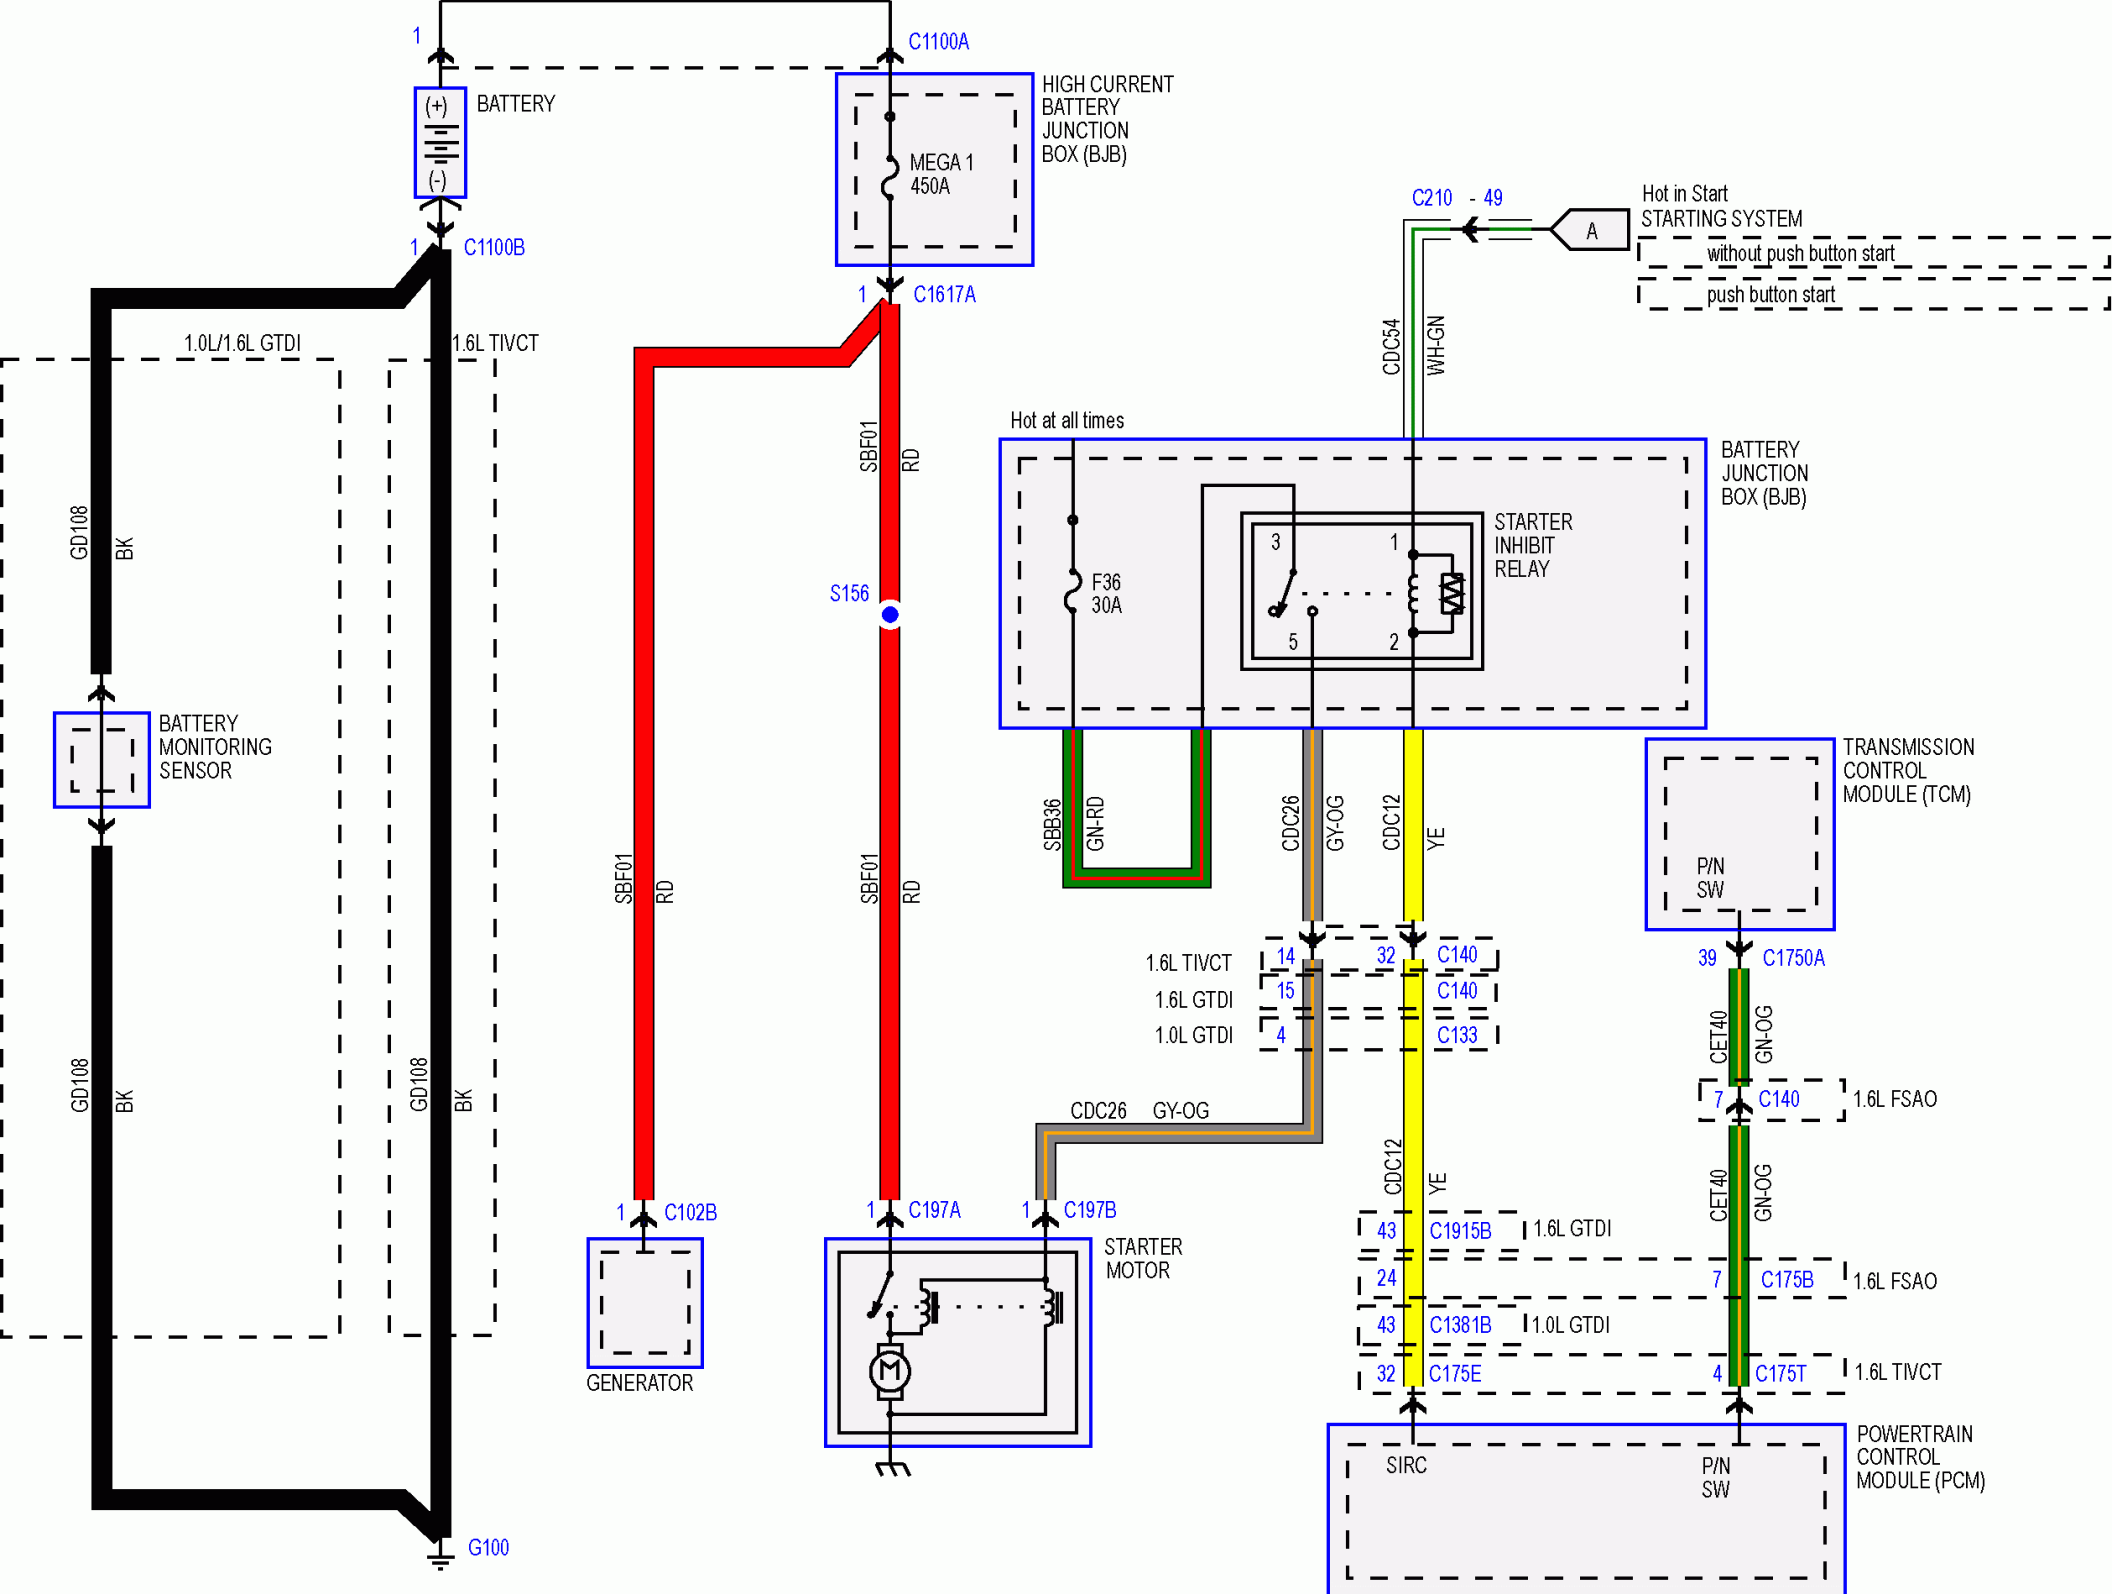 1
C1100A
(+)
BATTERY
(-)
1
C1100B
HIGH CURRENT
BATTERY
JUNCTION
BOX (BJB)
MEGA 1
450A
1
C1617A
C210 - 49
A
Hot in Start
STARTING SYSTEM
without push button start
push button start
CDC54
WH-GN
1.0L/1.6L GTDI
1.6L TIVCT
GD108
BK
SBF01
RD
S156
Hot at all times
F36
30A
3
1
5
2
STARTER
INHIBIT
RELAY
BATTERY
JUNCTION
BOX (BJB)
BATTERY
MONITORING
SENSOR
GD108
BK
GD108
BK
SBF01
RD
SBF01
RD
SBB36
GN-RD
CDC26
GY-OG
CDC12
YE
TRANSMISSION
CONTROL
MODULE (TCM)
P/N
SW
39
C1750A
CET40
GN-OG
1.6L TIVCT
14
32
C140
1.6L GTDI
15
C140
1.0L GTDI
4
C133
7
C140
1.6L FSAO
CDC26 GY-OG
CDC12
YE
CET40
GN-OG
1
C102B
GENERATOR
1
C197A
1
C197B
STARTER
MOTOR
M
43
C1915B
1.6L GTDI
24
7
C175B
1.6L FSAO
43
C1381B
1.0L GTDI
32
C175E
4
C175T
1.6L TIVCT
SIRC
P/N
SW
POWERTRAIN
CONTROL
MODULE (PCM)
G100